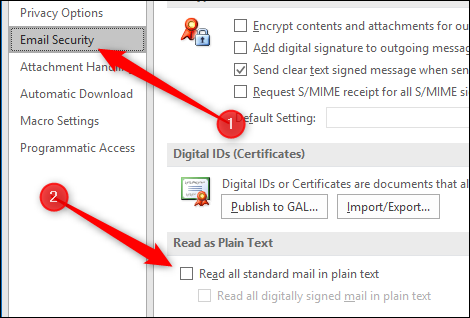 Privacy Options
Email Security
Attachment Handling
Automatic Download
Macro Settings
Programmatic Access
1
2
Encrypt contents and attachments for ou
Add digital signature to outgoing messa
Send clear text signed message when sen
Request S/MIME receipt for all S/MIME si
Default Setting:
Digital IDs (Certificates)
Digital IDs or Certificates are documents that al
Publish to GAL...
Import/Export...
Read as Plain Text
Read all standard mail in plain text
Read all digitally signed mail in plain text